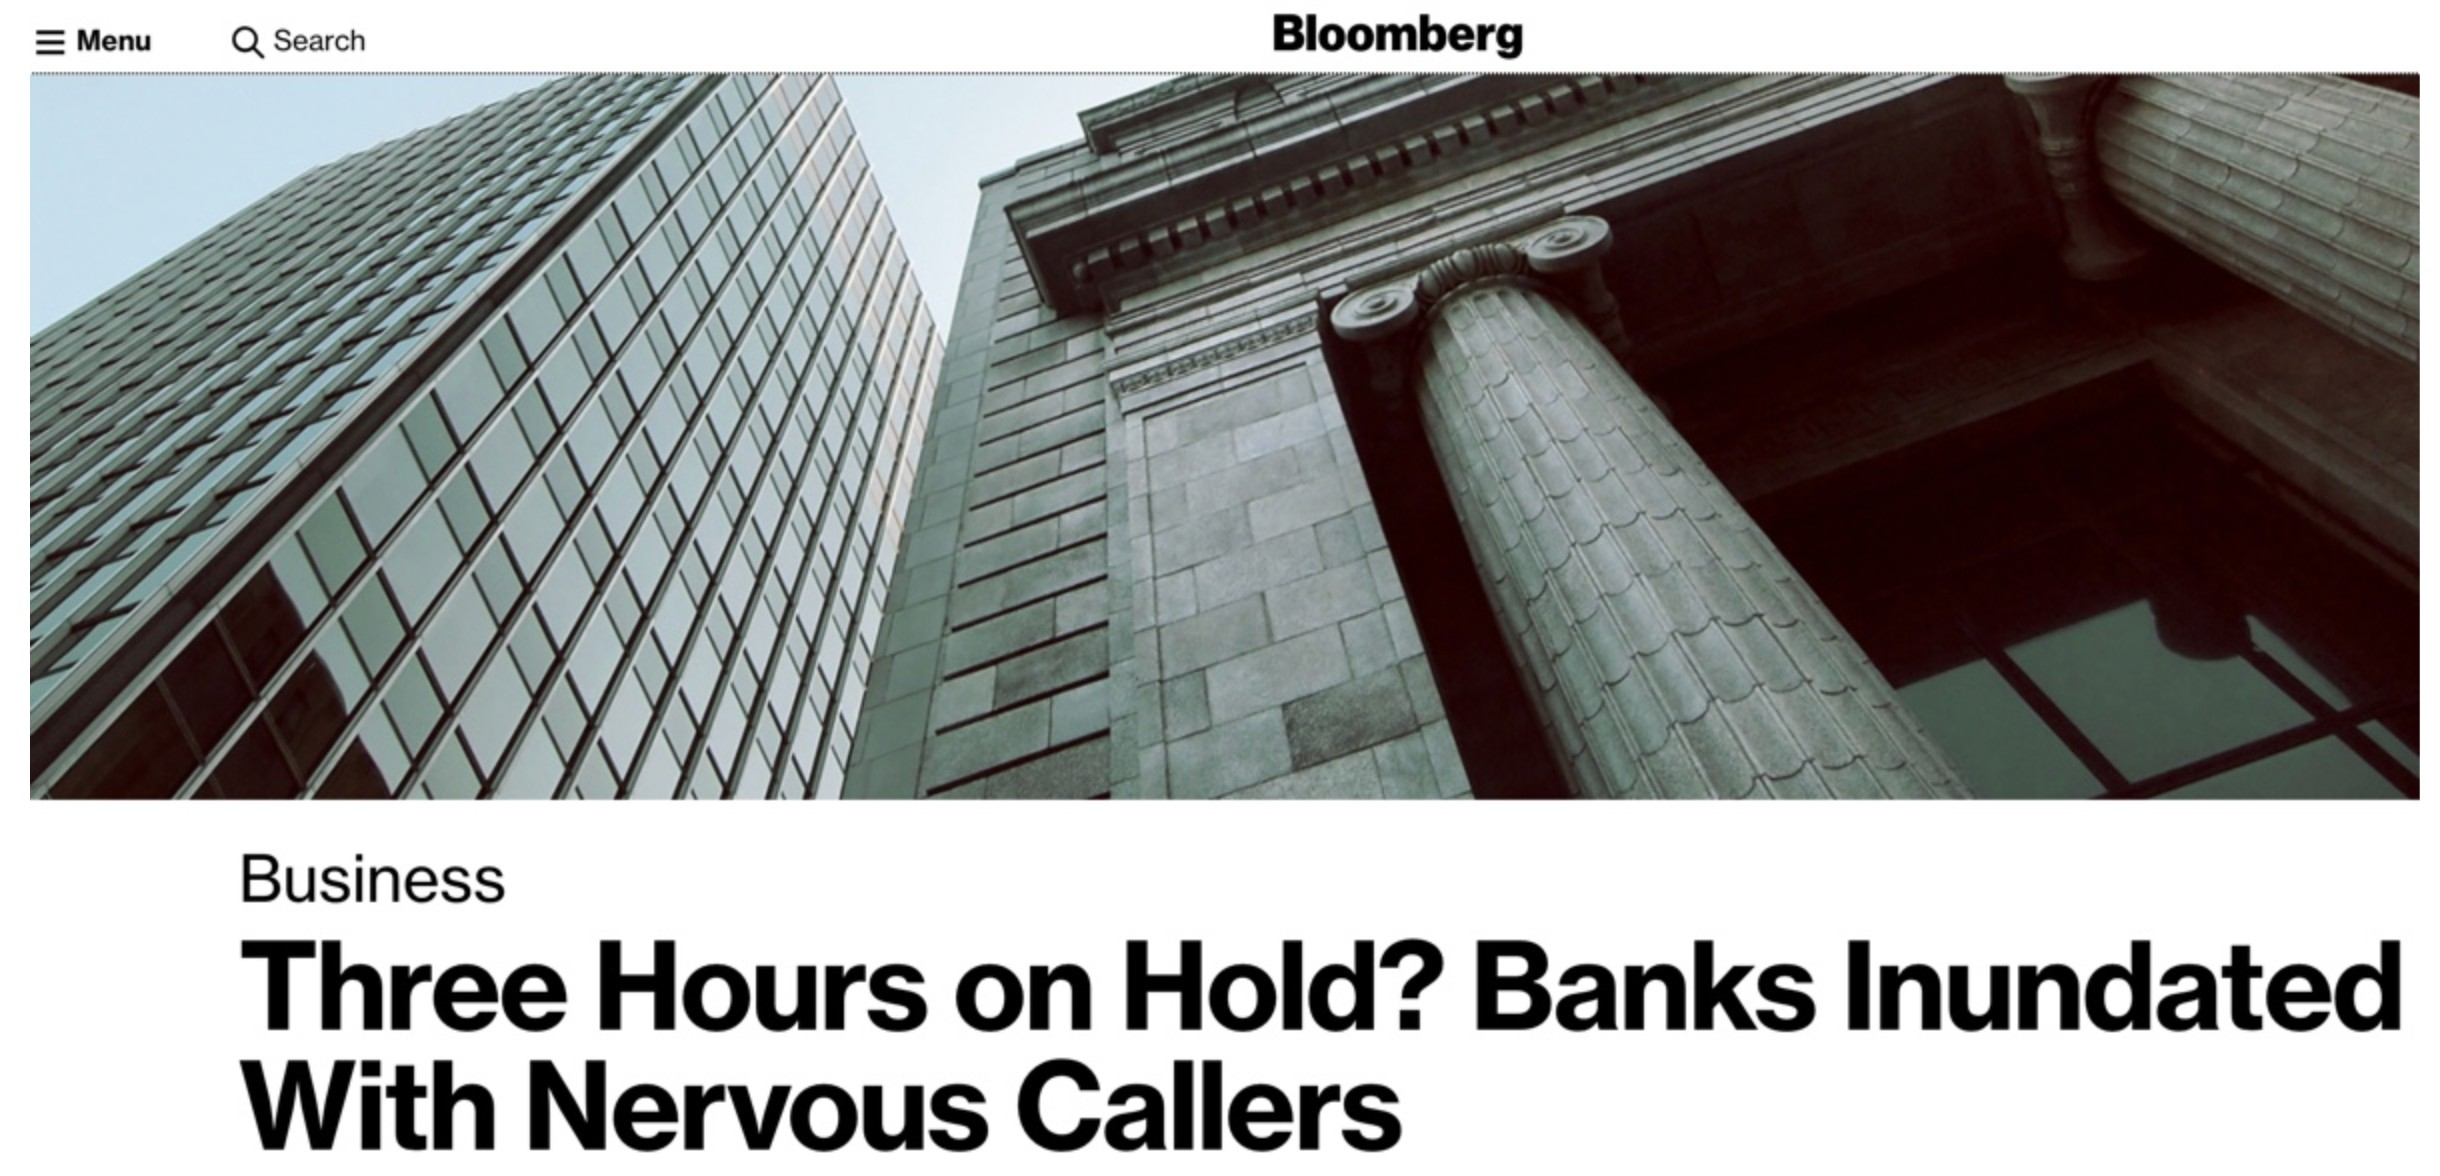 Menu Search Bloomberg
Business
Three Hours on Hold? Banks Inundated
With Nervous Callers